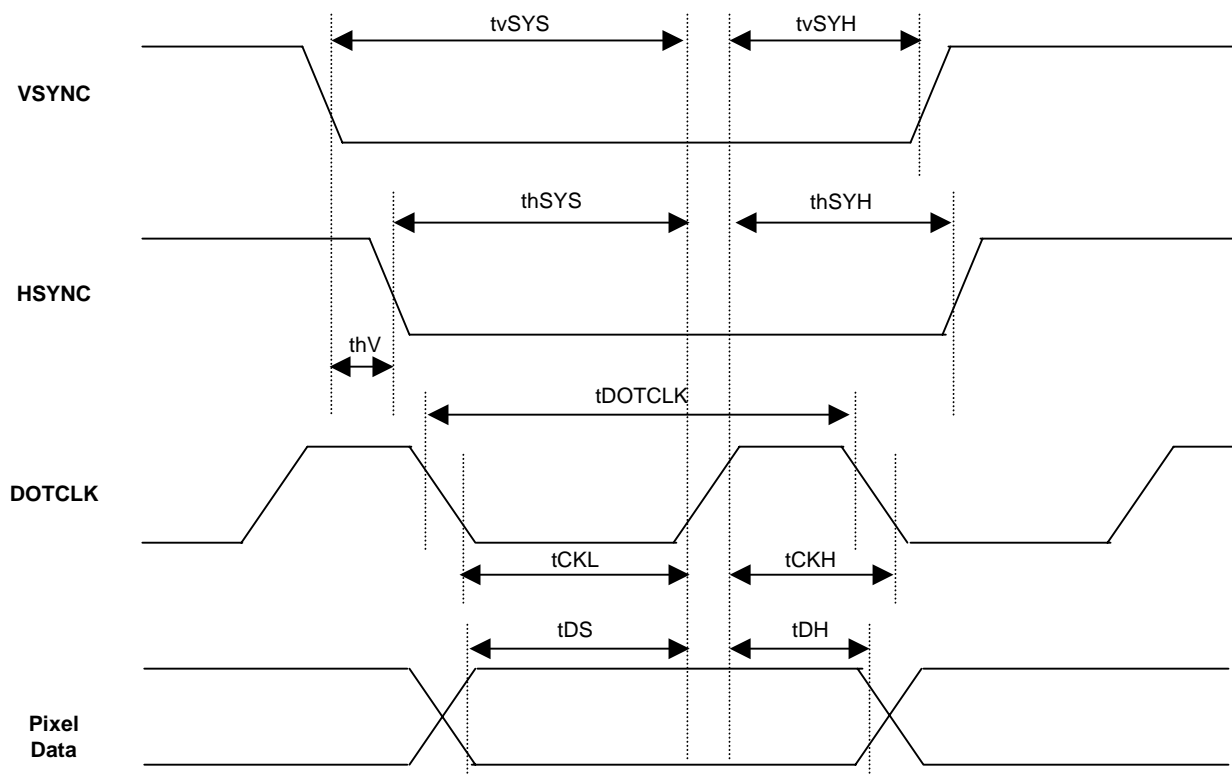 tvSYS
tvSYH
VSYNC
thSYS
thSYH
HSYNC
thV
tDOTCLK
DOTCLK
tCKL
tCKH
tDS
tDH
Pixel
Data